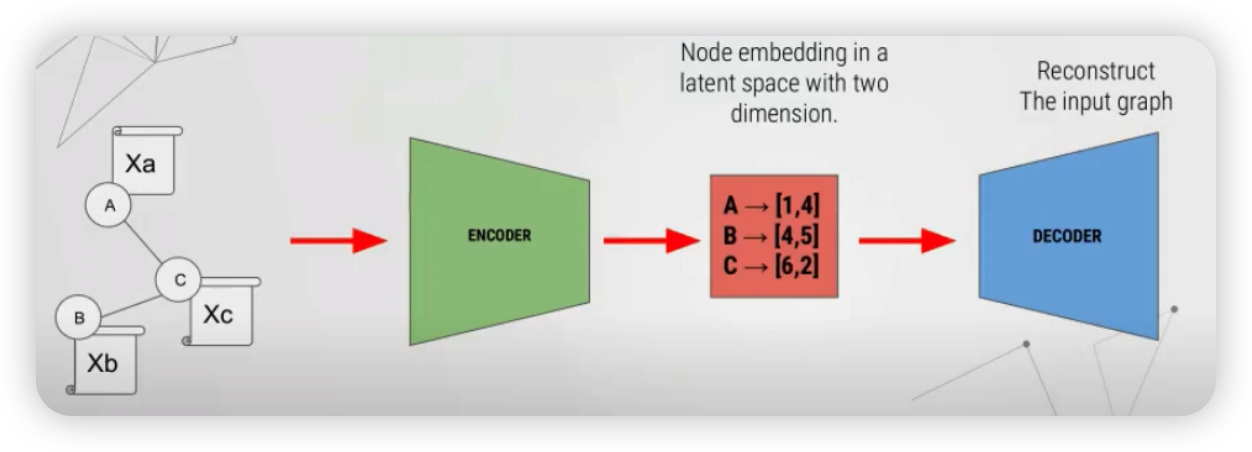 Xa
A
C
Xc
B
Xb
ENCODER
Node embedding in a
latent space with two
dimension.
A → [1,4]
B → [4,5]
C → [6,2]
Reconstruct
The input graph
DECODER